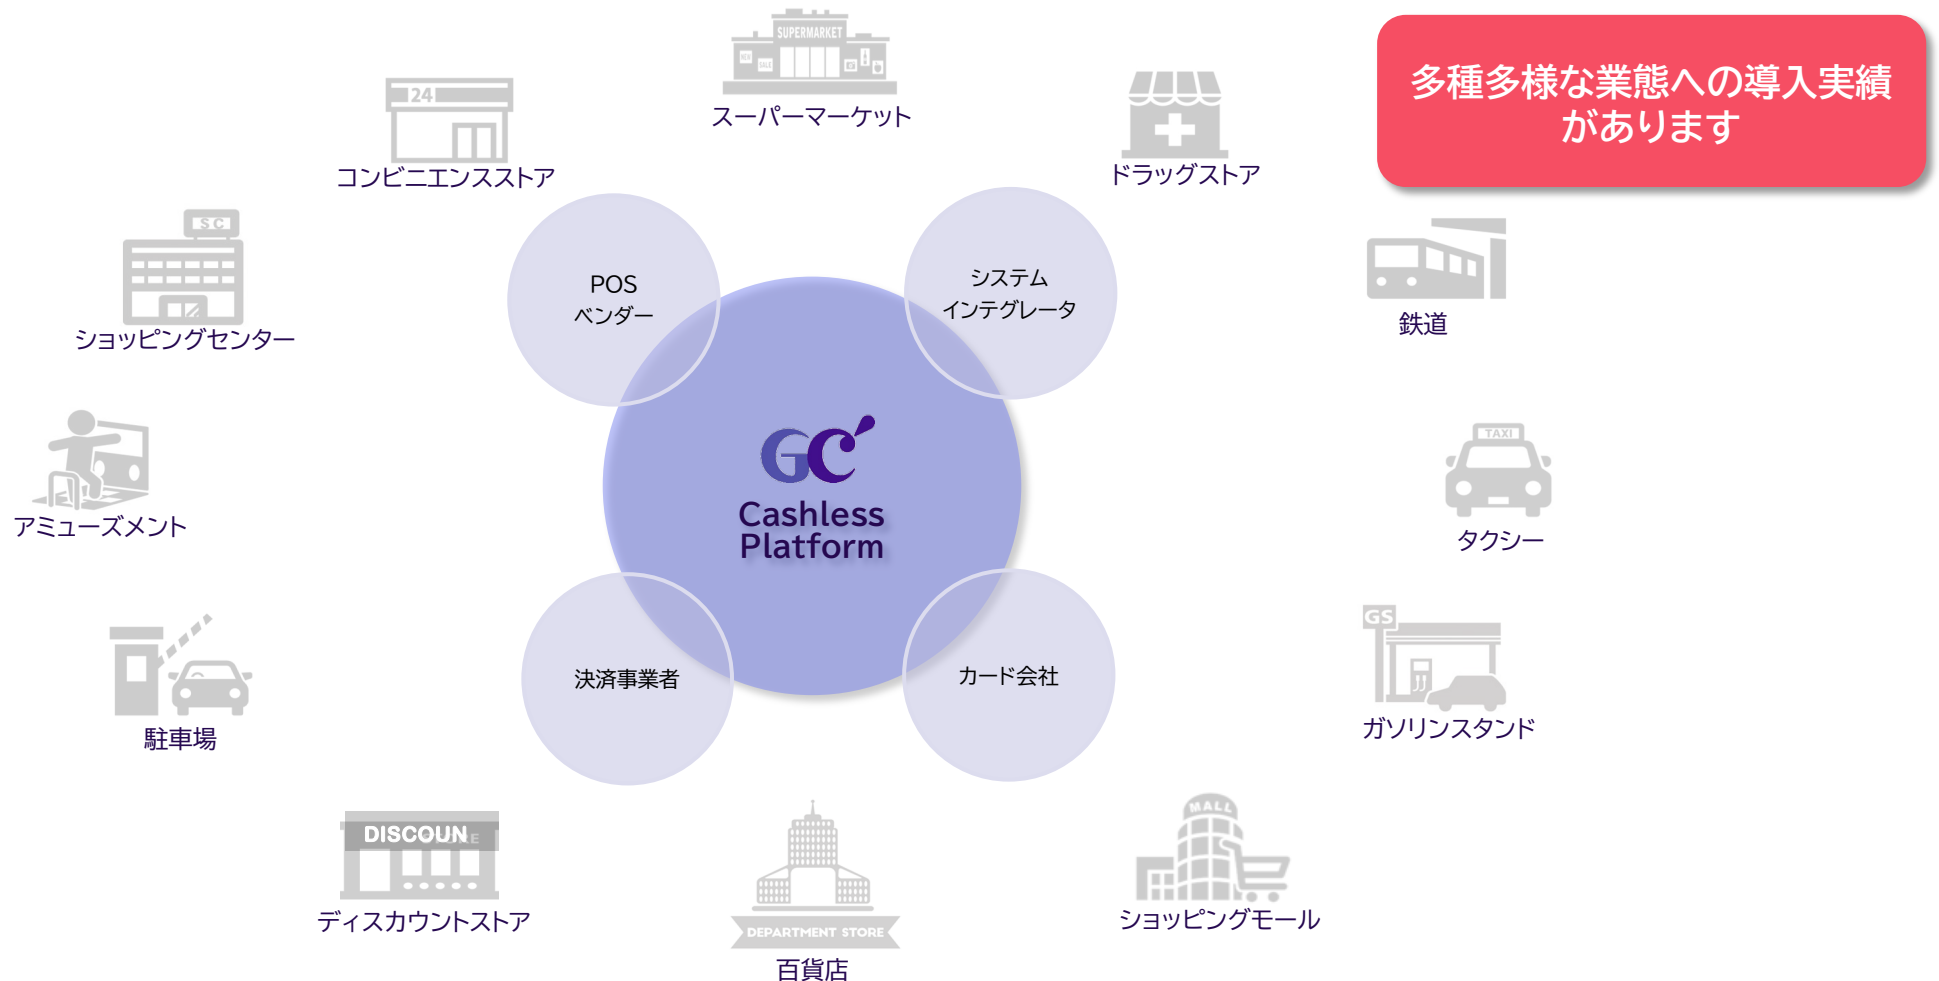 SUPERMARKET
スーパーマーケット
多種多様な業態への導入実績
があります
24
コンビニエンスストア
ドラッグストア
S C
ショッピングセンター
POS
ベンダー
システム
インテグレータ
鉄道
アミューズメント
GC
Cashless
Platform
TAXI
タクシー
駐車場
決済事業者
カード会社
GS
ガソリンスタンド
DISCOUN
ディスカウントストア
DEPARTMENT STORE
百貨店
MALL
ショッピングモール